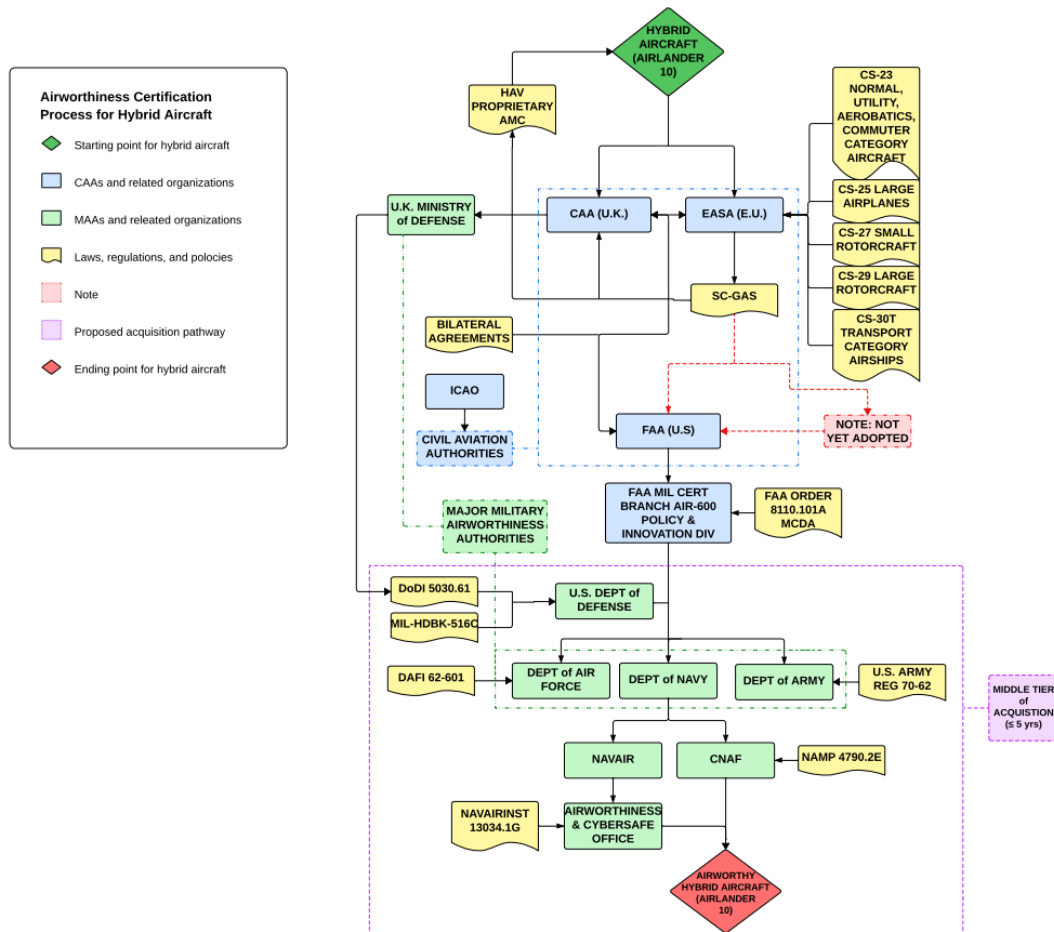 Airworthiness Certification
Process for Hybrid Aircraft
Starting point for hybrid aircraft
CAAs and related organizations
MAAs and releated organizations
Laws, regulations, and polocies
Note
Proposed acquisition pathway
Ending point for hybrid aircraft
HYBRID
AIRCRAFT
(AIRLANDER
10)
HAV
PROPRIETARY
AMC
CS-23
NORMAL,
UTILITY,
AEROBATICS,
COMMUTER
CATEGORY
AIRCRAFT
CS-25 LARGE
AIRPLANES
CS-27 SMALL
ROTORCRAFT
CS-29 LARGE
ROTORCRAFT
CS-30T
TRANSPORT
CATEGORY
AIRSHIPS
U.K. MINISTRY
of DEFENSE
CAA (U.K.)
EASA (E.U.)
SC-GAS
BILATERAL
AGREEMENTS
ICAO
CIVIL AVIATION
AUTHORITIES
FAA (U.S)
NOTE: NOT
YET ADOPTED
FAA MIL CERT
BRANCH AIR-600
POLICY &
INNOVATION DIV
FAA ORDER
8110.101A
MCDA
MAJOR MILITARY
AIRWORTHINESS
AUTHORITIES
DoDI 5030.61
MIL-HDBK-516C
U.S. DEPT of
DEFENSE
DAFI 62-601
DEPT of AIR
FORCE
DEPT of NAVY
DEPT of ARMY
U.S. ARMY
REG 70-62
MIDDLE TIER
of
ACQUISTION
(≤ 5 yrs)
NAVAIR
CNAF
NAMP 4790.2E
NAVAIRINST
13034.1G
AIRWORTHINESS
& CYBERSAFE
OFFICE
AIRWORTHY
HYBRID AIRCRAFT
(AIRLANDER
10)